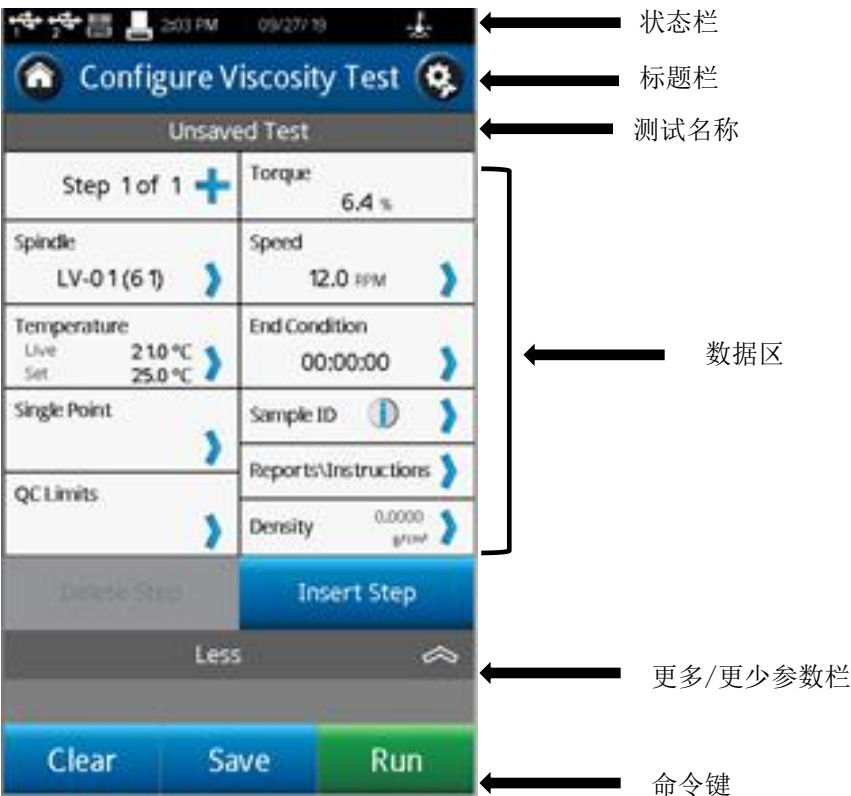 2:03 PM 09/27/19
状态栏
Configure Viscosity Test
标题栏
Unsaved Test
测试名称
Step 1 of 1
Torque
6.4 %
Spindle
LV-01(61)
Speed
12.0 RPM
Temperature
Live 21.0 °C
Set 25.0 °C
End Condition
00:00:00
数据区
Single Point
Sample ID
Reports\Instructions
QC Limits
Density 0.0000
g/cm³
Delete Step
Insert Step
Less
更多/更少参数栏
Clear
Save
Run
命令键